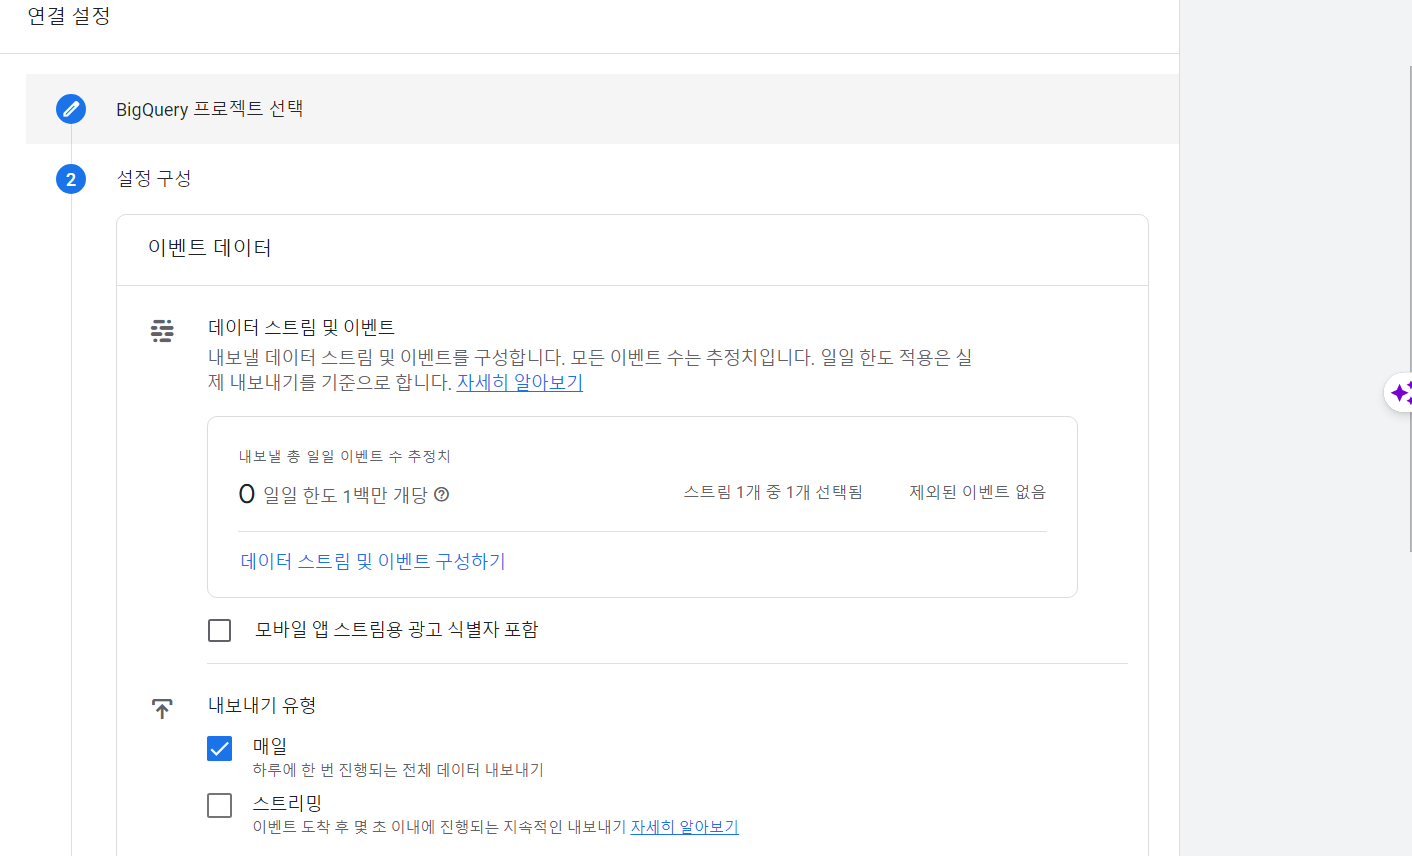 연결 설정
BigQuery 프로젝트 선택
2 설정 구성
이벤트 데이터
데이터 스트림 및 이벤트
내보낼 데이터 스트림 및 이벤트를 구성합니다. 모든 이벤트 수는 추정치입니다. 일일 한도 적용은 실
제 내보내기를 기준으로 합니다. 자세히 알아보기
내보낼 총 일일 이벤트 수 추정치
0 일일 한도 1백만 개당 스트림 1개 중 1개 선택됨 제외된 이벤트 없음
데이터 스트림 및 이벤트 구성하기
모바일 앱 스트림용 광고 식별자 포함
내보내기 유형
매일
하루에 한 번 진행되는 전체 데이터 내보내기
스트리밍
이벤트 도착 후 몇 초 이내에 진행되는 지속적인 내보내기 자세히 알아보기